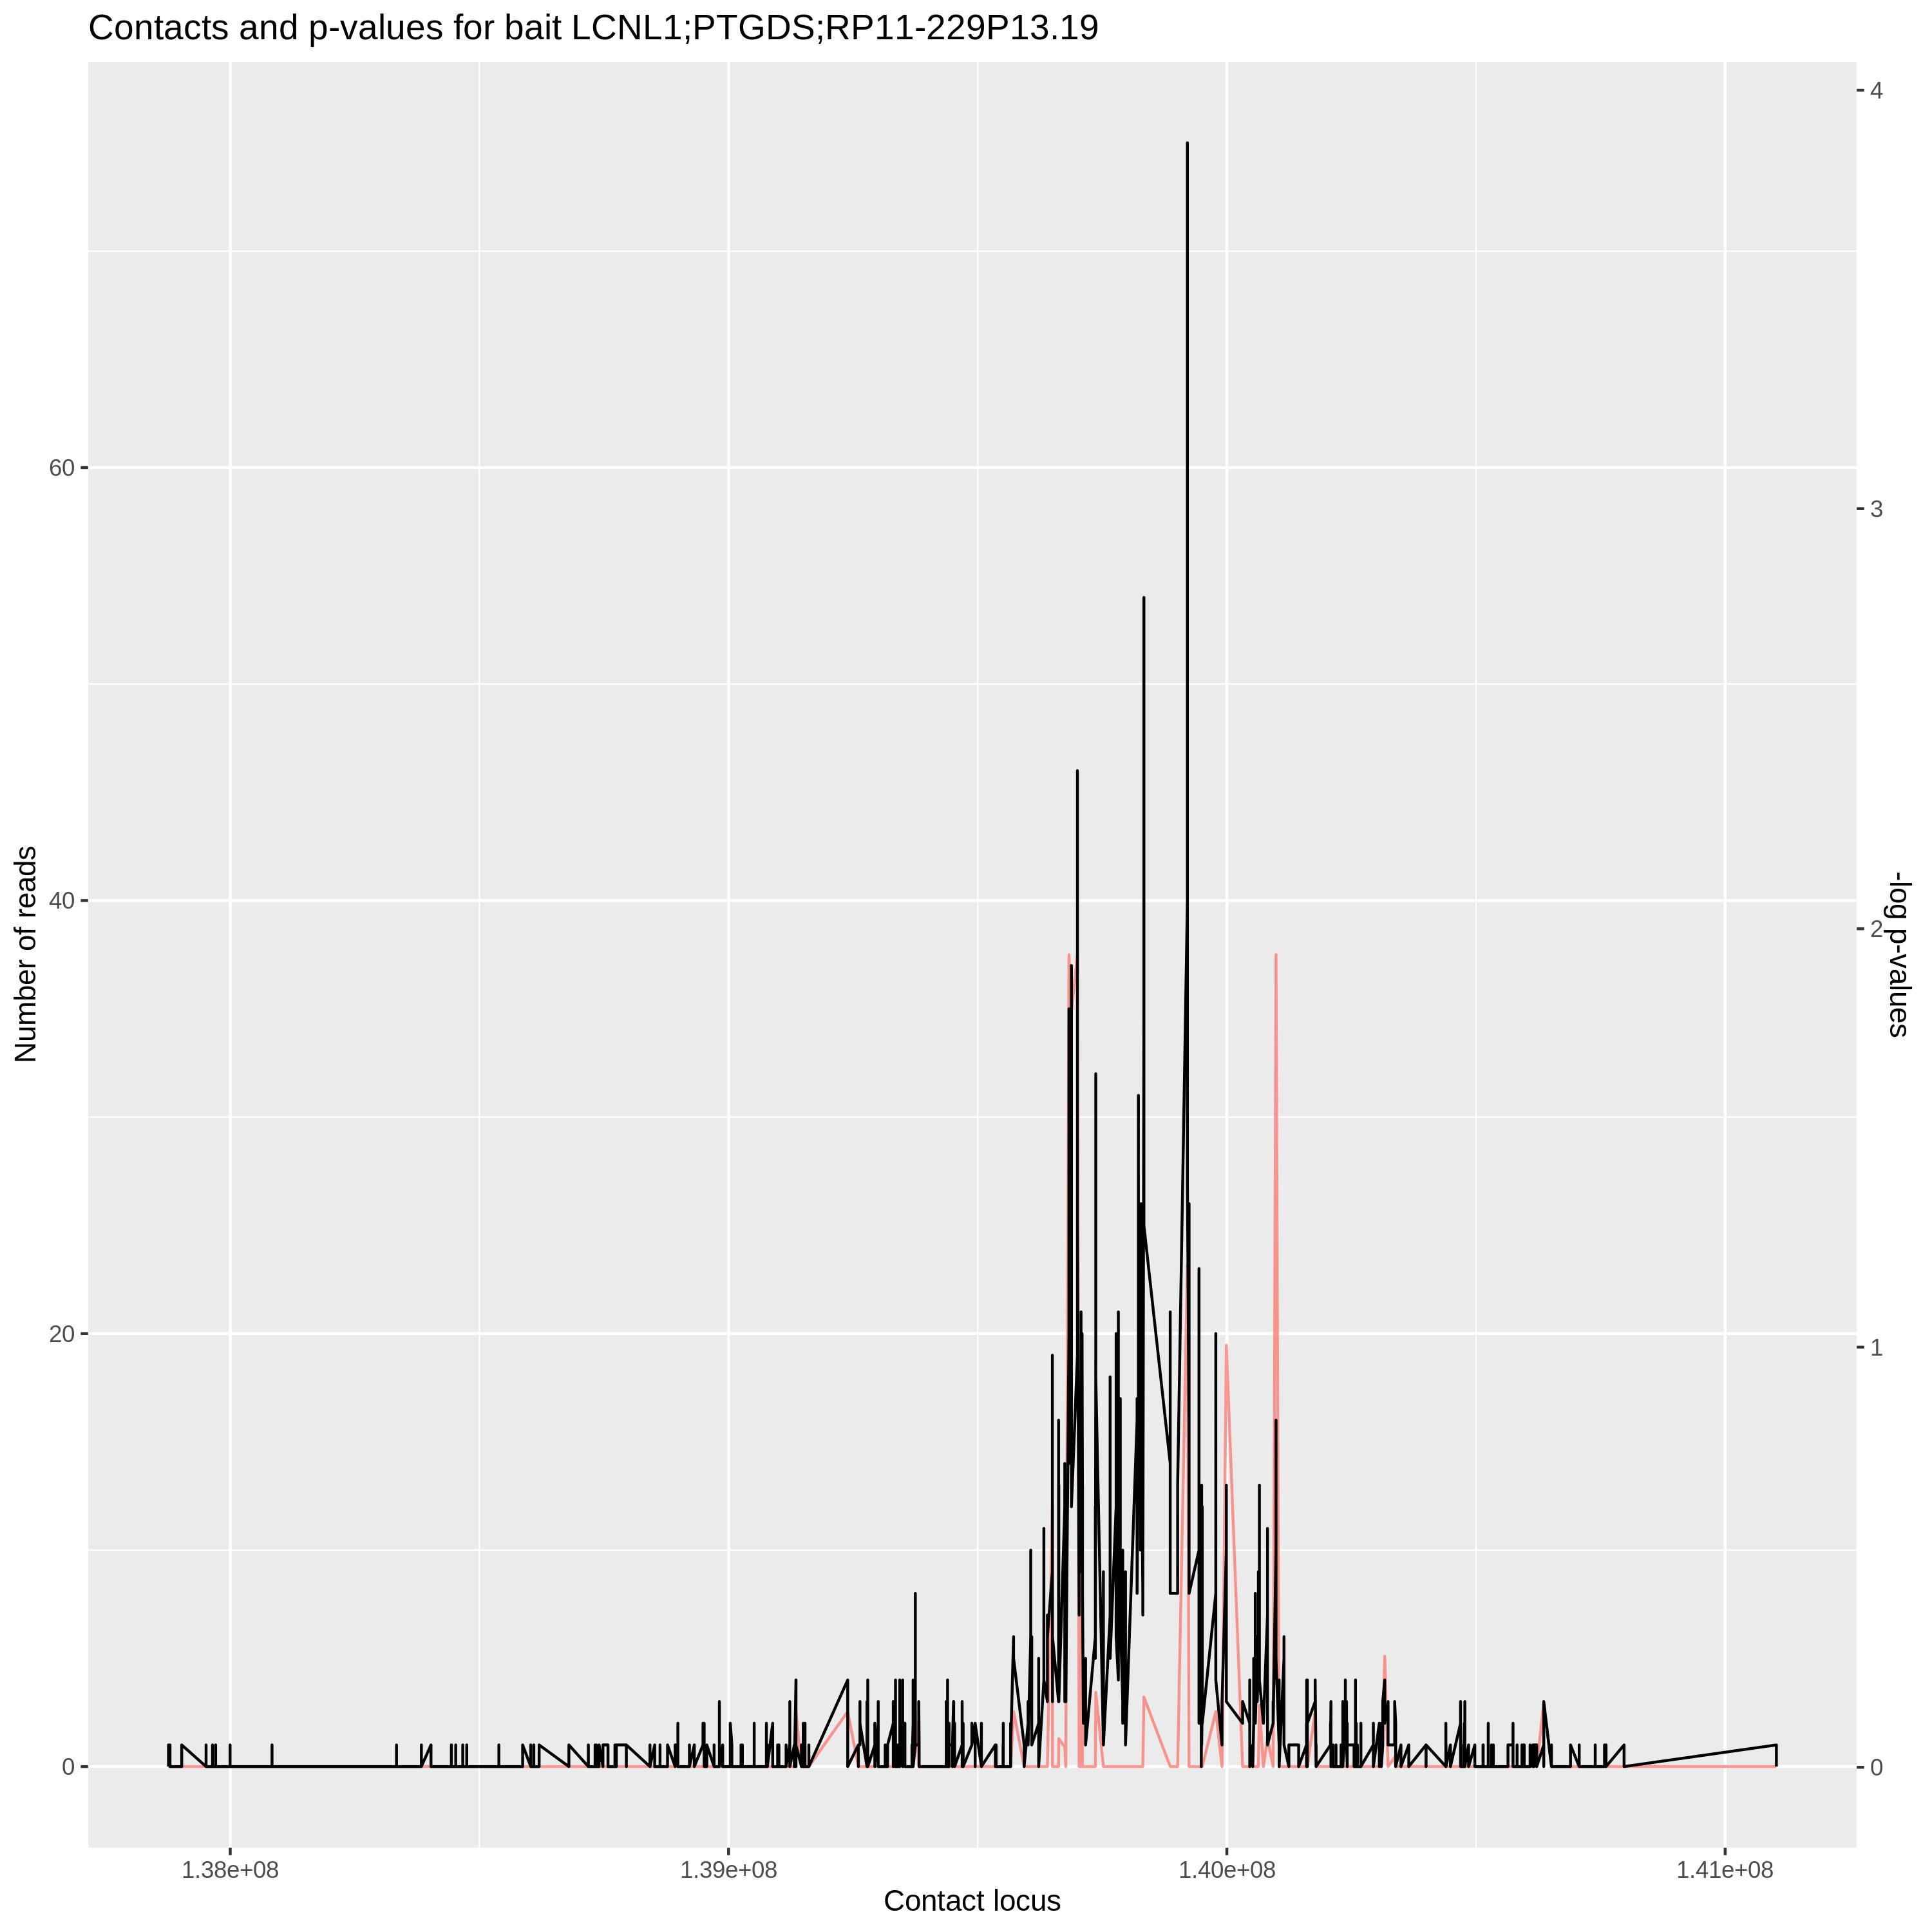 Contacts and p-values for bait LCNL1;PTGDS;RP11-229P13.19
Number of reads
60
40
20
0
4
3
2
1
0
-log p-values
1.38e+08 1.39e+08 1.40e+08 1.41e+08
Contact locus